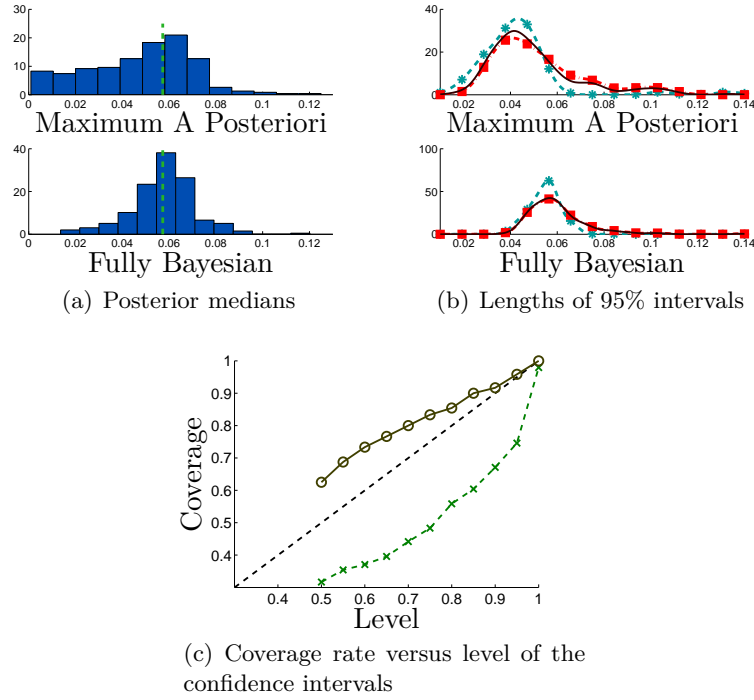 30
20
10
0
0 0.02 0.04 0.06 0.08 0.1 0.12
Maximum A Posteriori
40
20
0
0.02 0.04 0.06 0.08 0.1 0.12 0.14
Maximum A Posteriori
40
20
0
0 0.02 0.04 0.06 0.08 0.1 0.12
Fully Bayesian
100
50
0
0.02 0.04 0.06 0.08 0.1 0.12 0.14
Fully Bayesian
(a) Posterior medians
(b) Lengths of 95% intervals
1
0.9
0.8
0.7
0.6
0.5
0.4
Coverage
0.4 0.5 0.6 0.7 0.8 0.9 1
Level
(c) Coverage rate versus level of the
confidence intervals